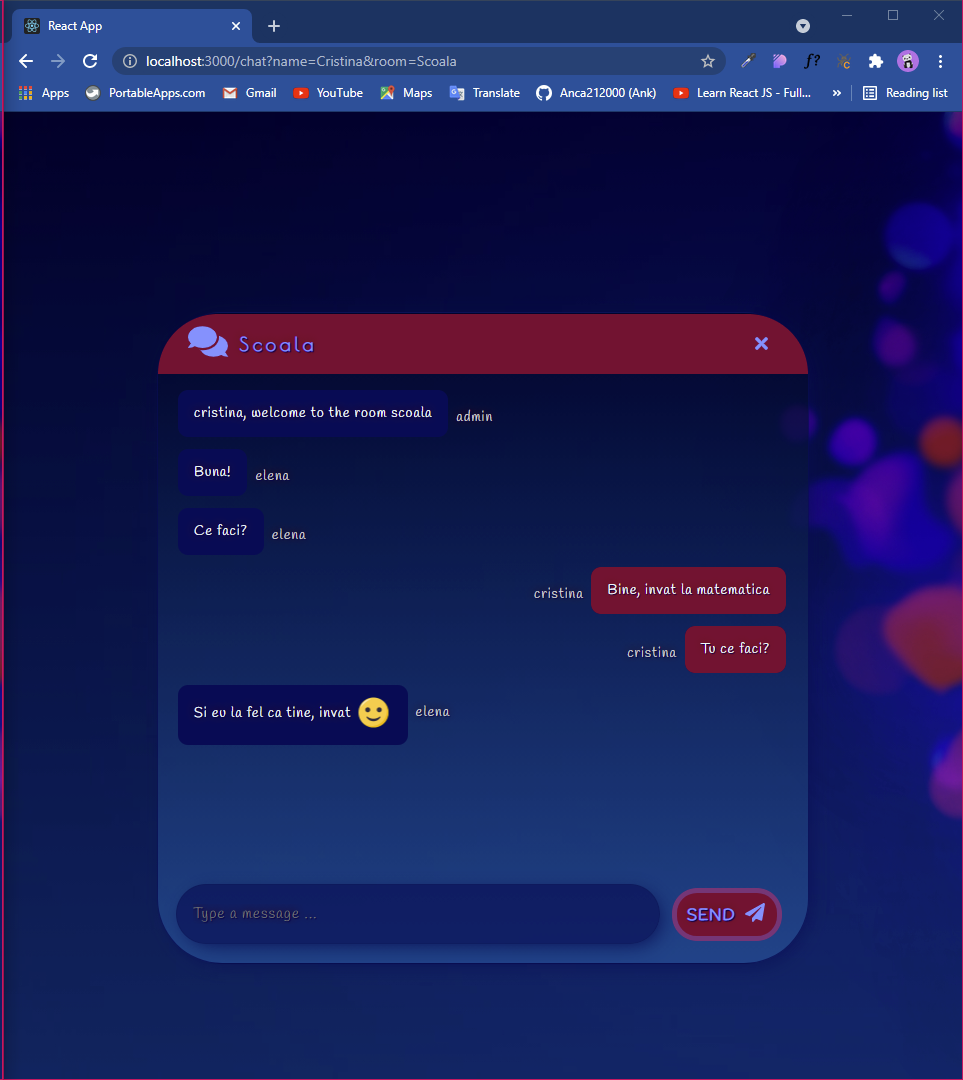 React App
localhost:3000/chat?name=Cristina&room=Scoala
f?
Apps PortableApps.com Gmail YouTube Maps Translate Anca212000 (Ank) Learn React JS - Full... » Reading list
Scoala
cristina, welcome to the room scoala admin
Buna! elena
Ce faci? elena
cristina Bine, invat la matematica
cristina Tu ce faci?
Si eu la fel ca tine, invat 🙂 elena
Type a message ... SEND